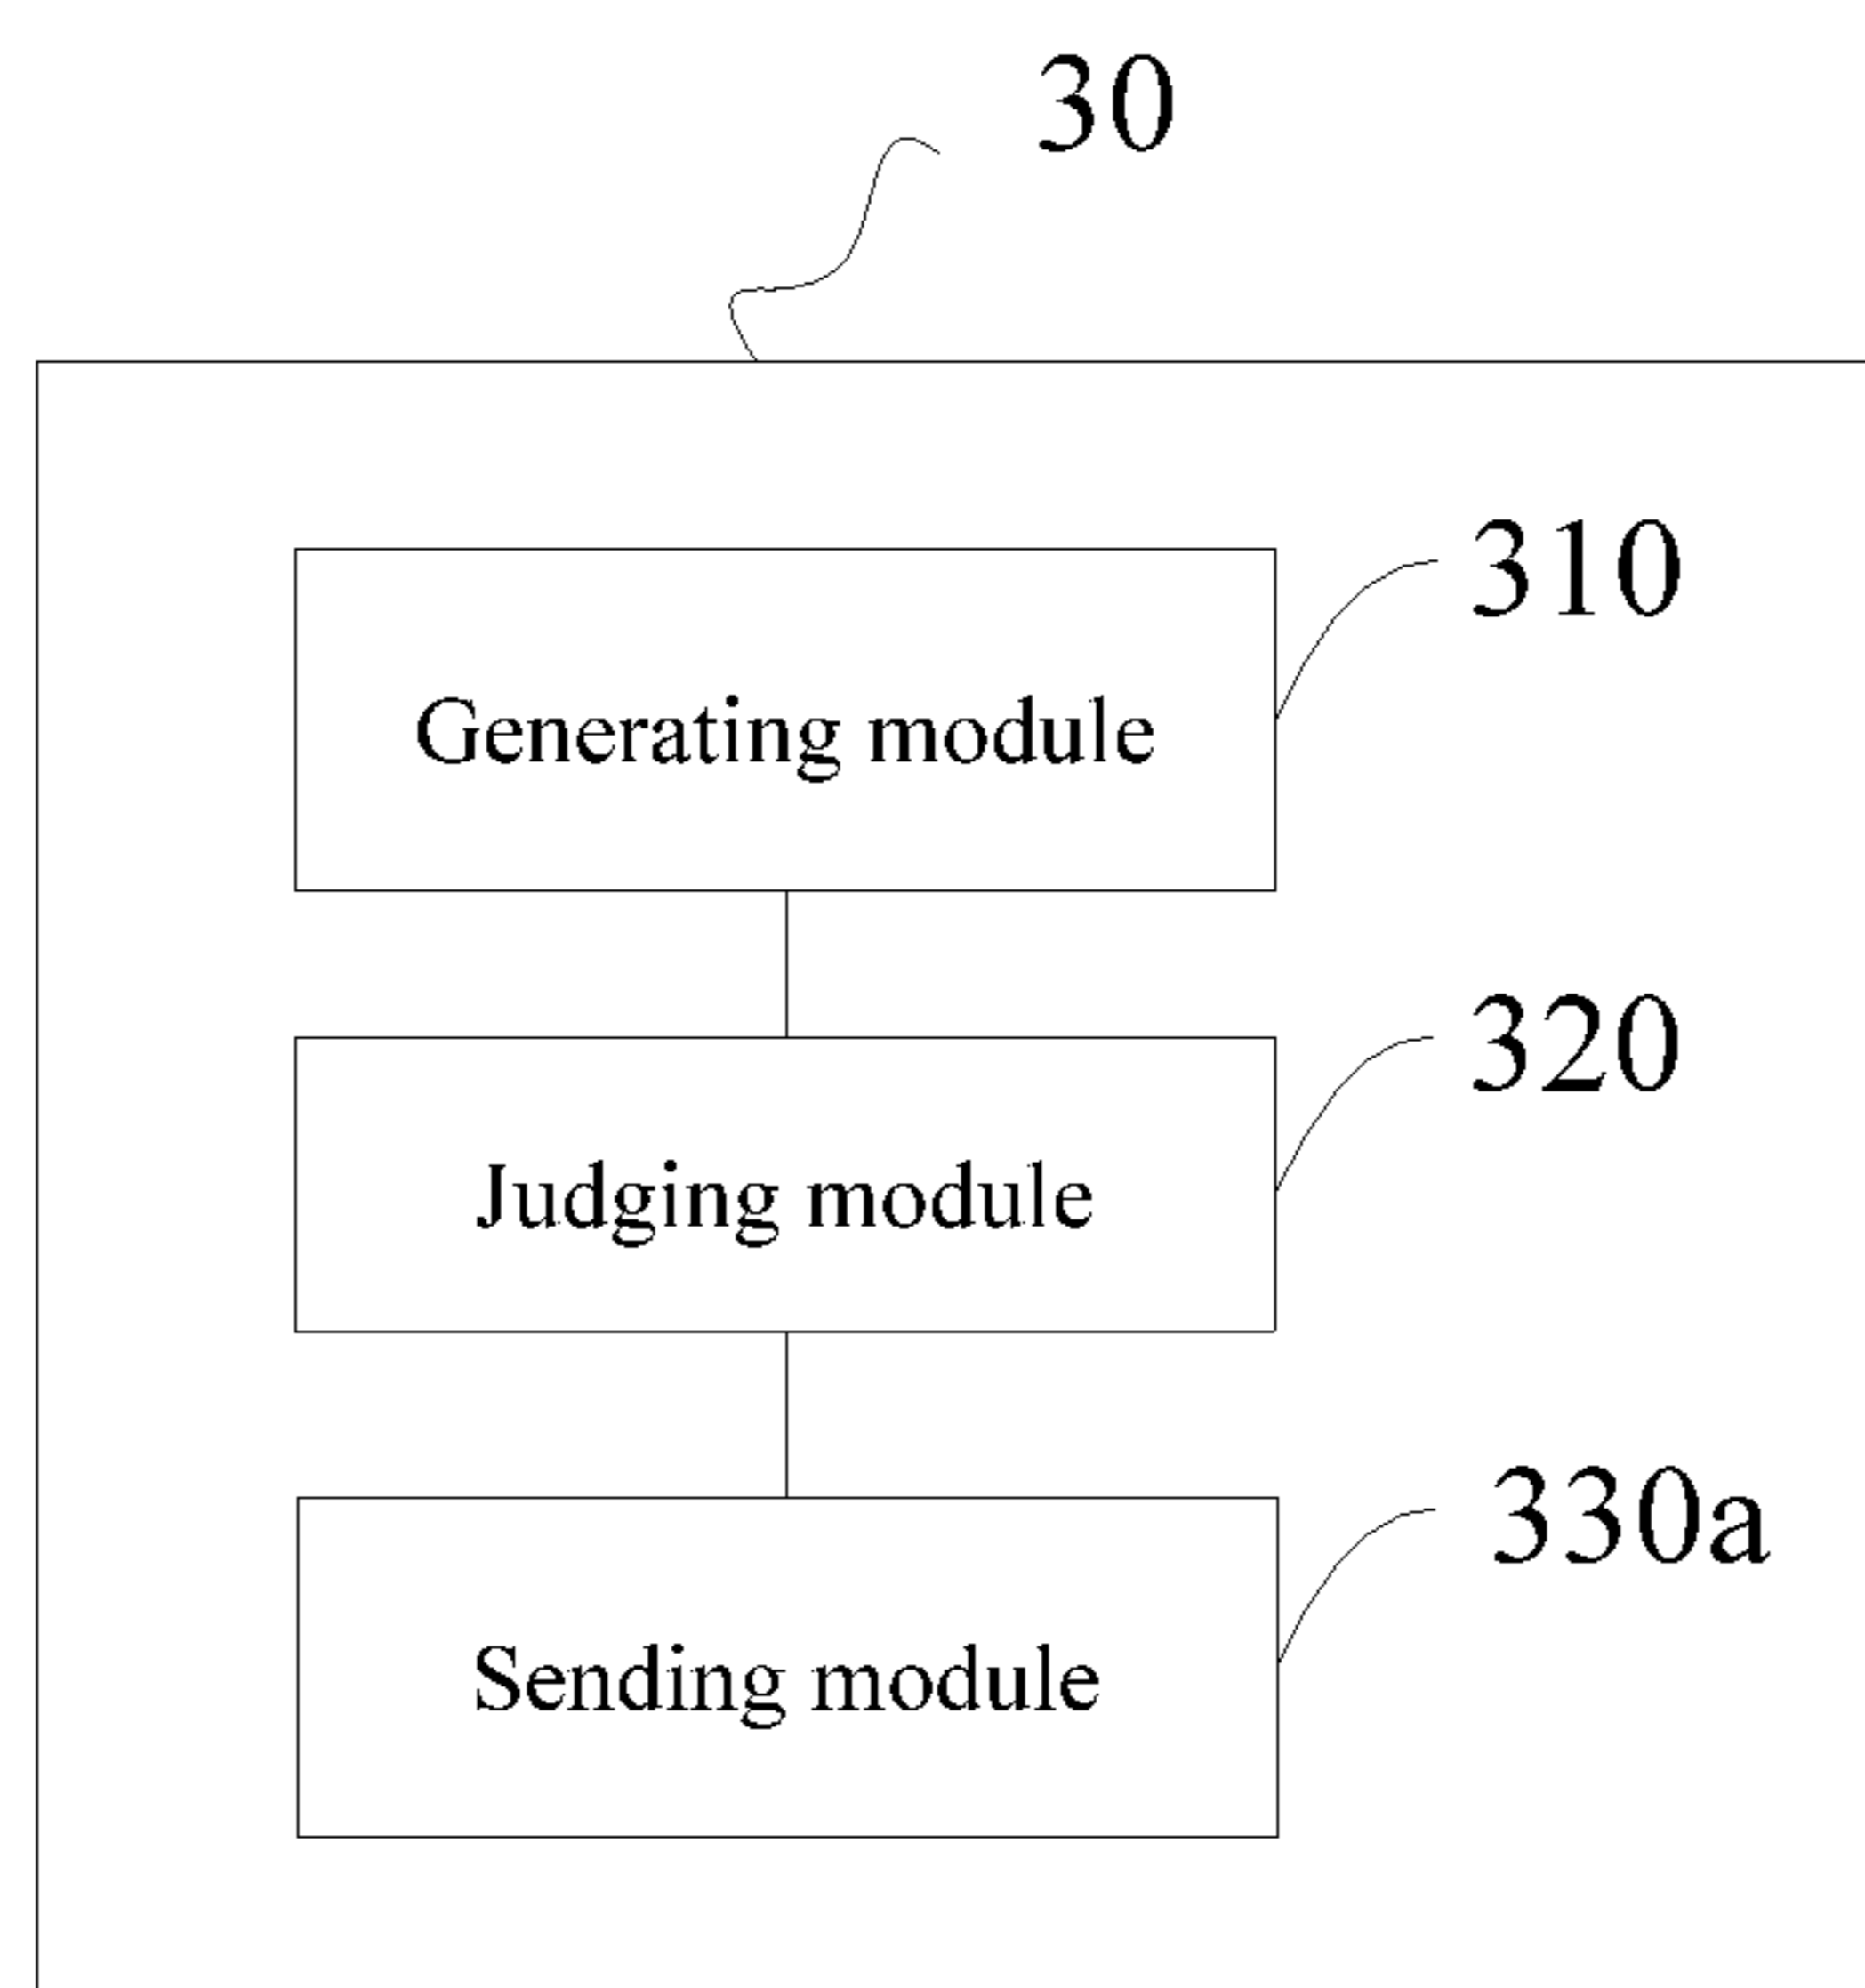 30
310
Generating module
320
Judging module
330a
Sending module